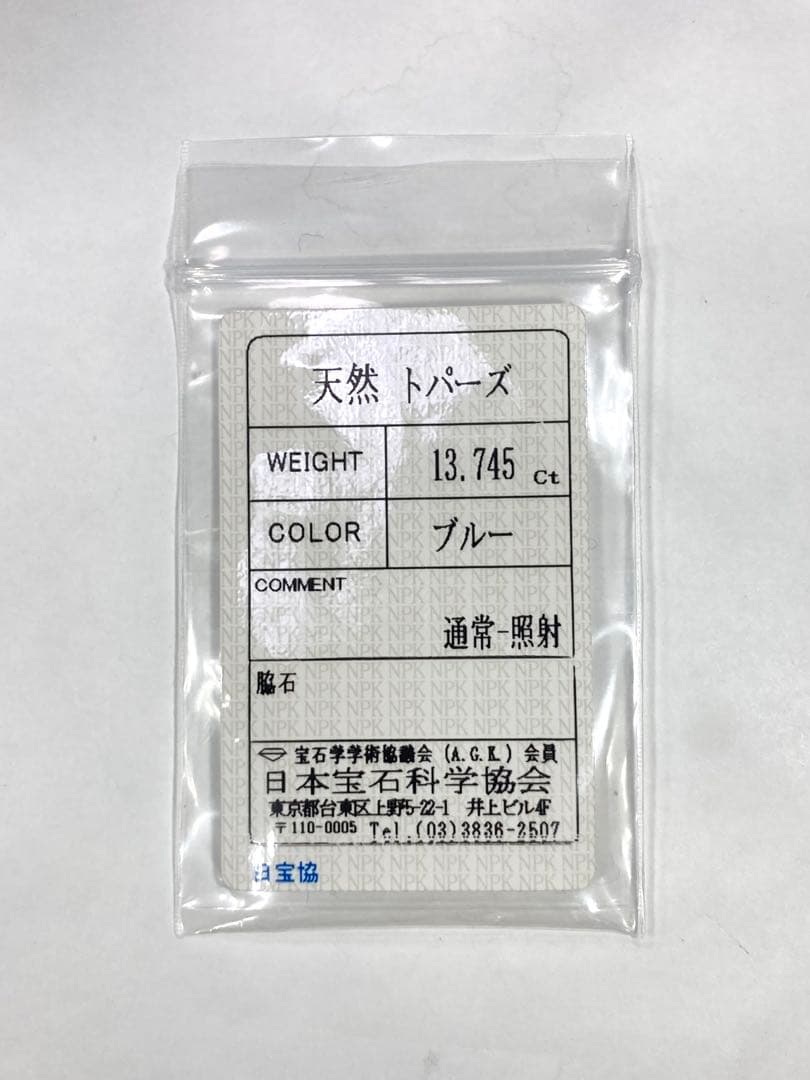 天然 トパーズ
WEIGHT 13.745 Ct
COLOR ブルー
COMMENT
通常-照射
脇石
宝石学学術協議会 (A.G.K.) 会員
日本宝石科学協会
東京都台東区上野5-22-1 井上ビル4F
〒110-0005 Tel (03)3836-2507
日宝協